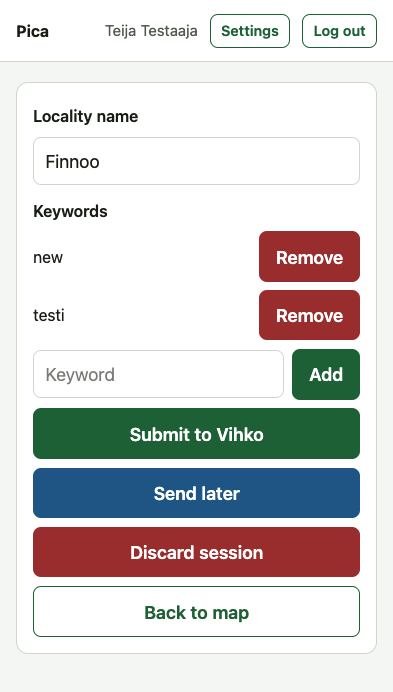 Pica Teija Testaaja Settings Log out
Locality name
Finnoo
Keywords
new Remove
testi Remove
Keyword Add
Submit to Vihko
Send later
Discard session
Back to map